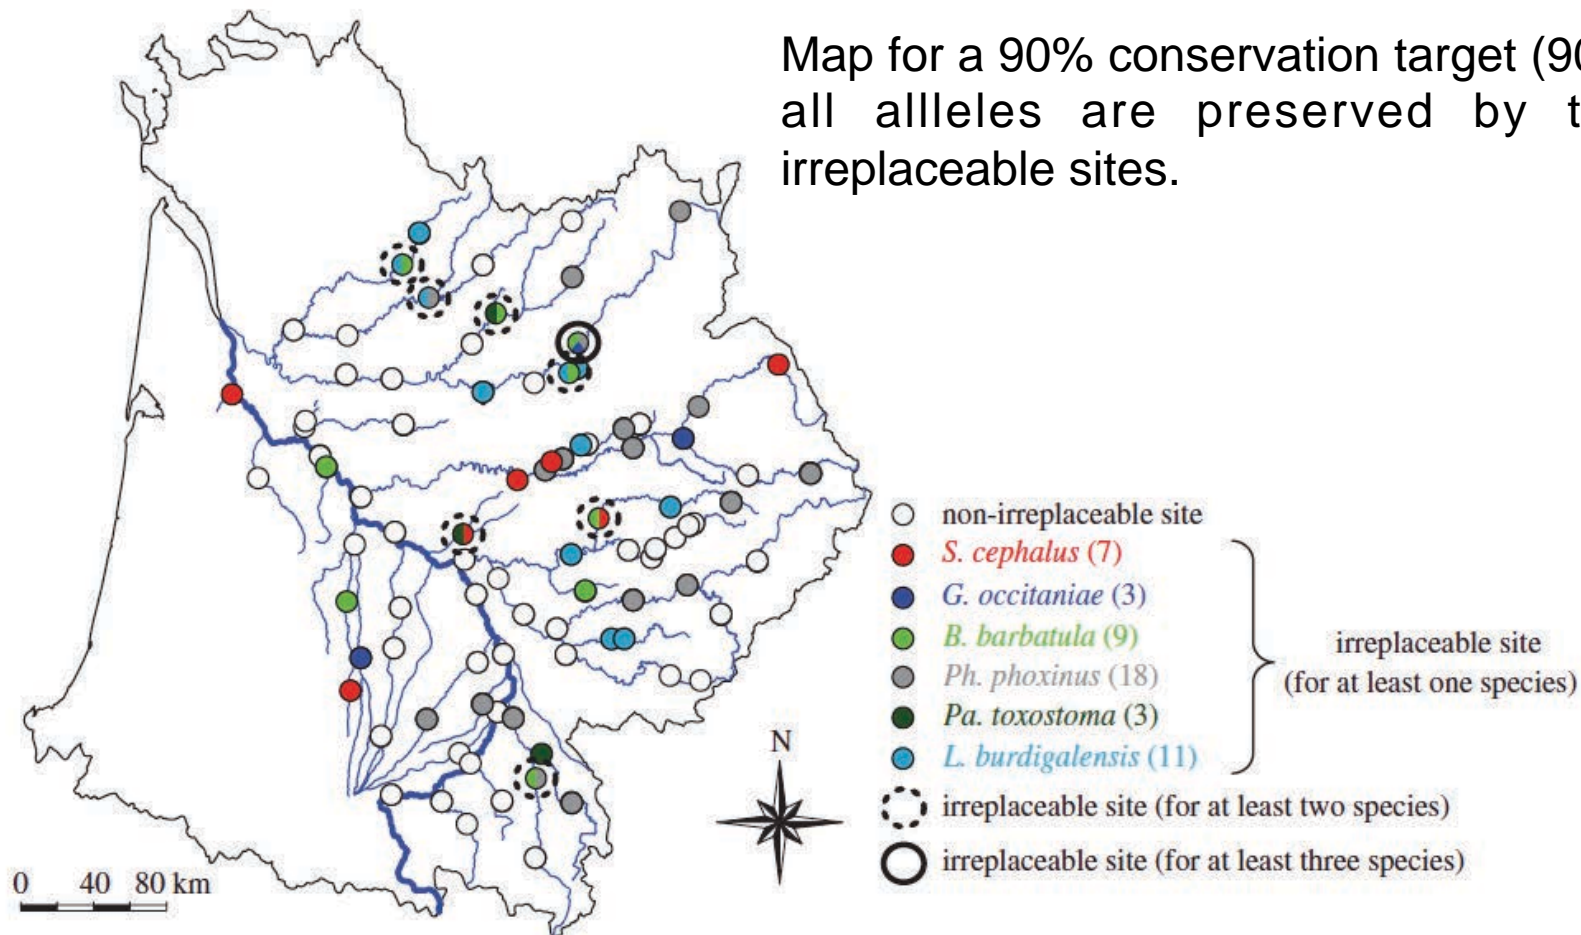 Map for a 90% conservation target (90
all allleles are preserved by t
irreplaceable sites.
non-irreplaceable site
S. cephalus (7)
G. occitaniae (3)
B. barbatula (9)
Ph. phoxinus (18)
Pa. toxostoma (3)
L. burdigalensis (11)
irreplaceable site
(for at least one species)
irreplaceable site (for at least two species)
irreplaceable site (for at least three species)
N
0 40 80 km